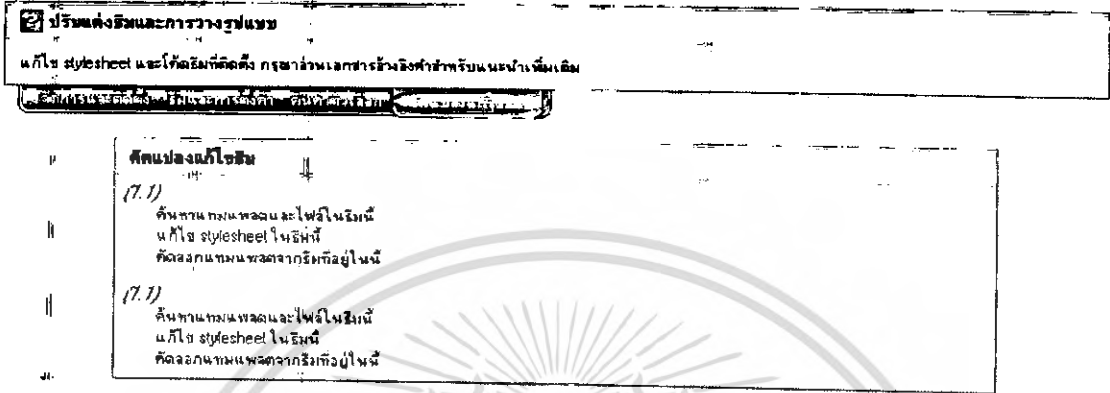 ปรับแต่งธีมและการวางรูปแบบ
แก้ไข stylesheet และโค้ดธีมที่ติดตั้ง กรุณาอ่านเอกสารอ้างอิงสำหรับแนะนำเพิ่มเติม
ดัดแปลงแก้ไขธีม
(7.1)
ค้นหาแทมแพลตและไฟล์ในธีมนี้
แก้ไข stylesheet ในธีมนี้
คัดลอกแทมแพลตจากธีมที่อยู่ในนี้
(7.1)
ค้นหาแทมแพลตและไฟล์ในธีมนี้
แก้ไข stylesheet ในธีมนี้
คัดลอกแทมแพลตจากธีมที่อยู่ในนี้